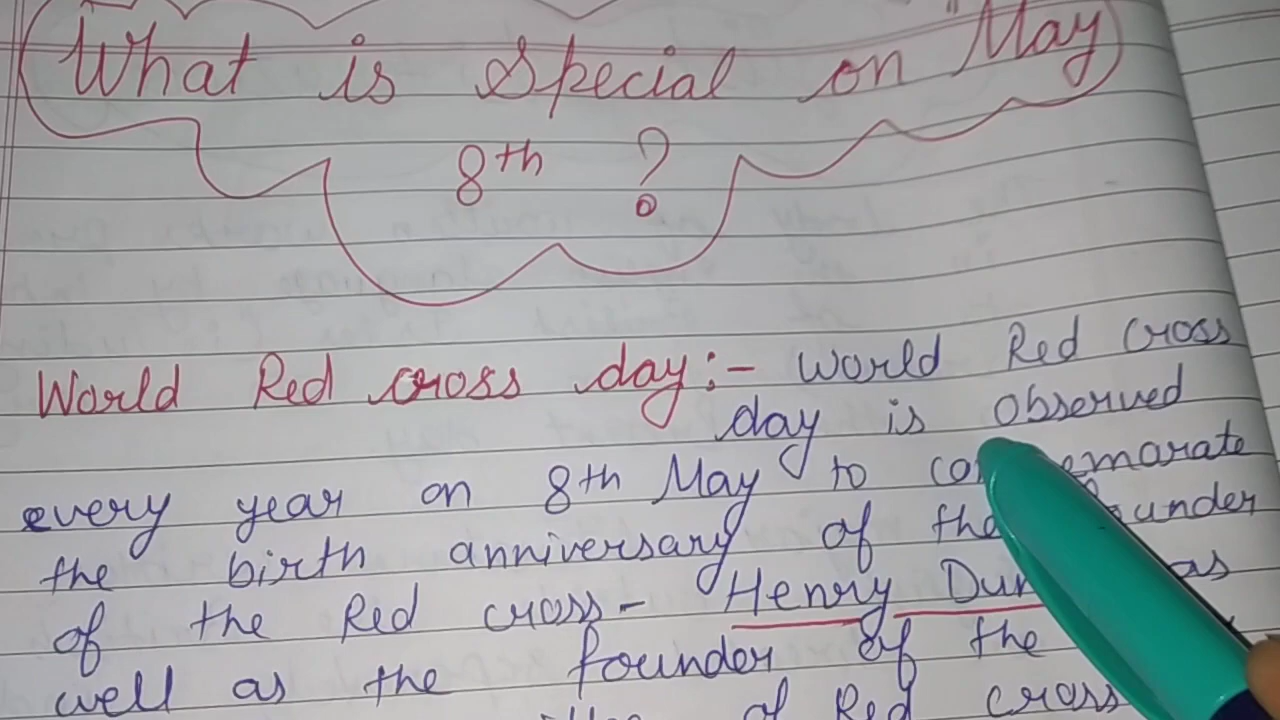 What is Special on May
8th ?
World Red cross day :- World Red Cross
day is observed
every year on 8th May to
the birth anniversary of the
of the Red cross - Henry as
well as the founder of the
of Red cross